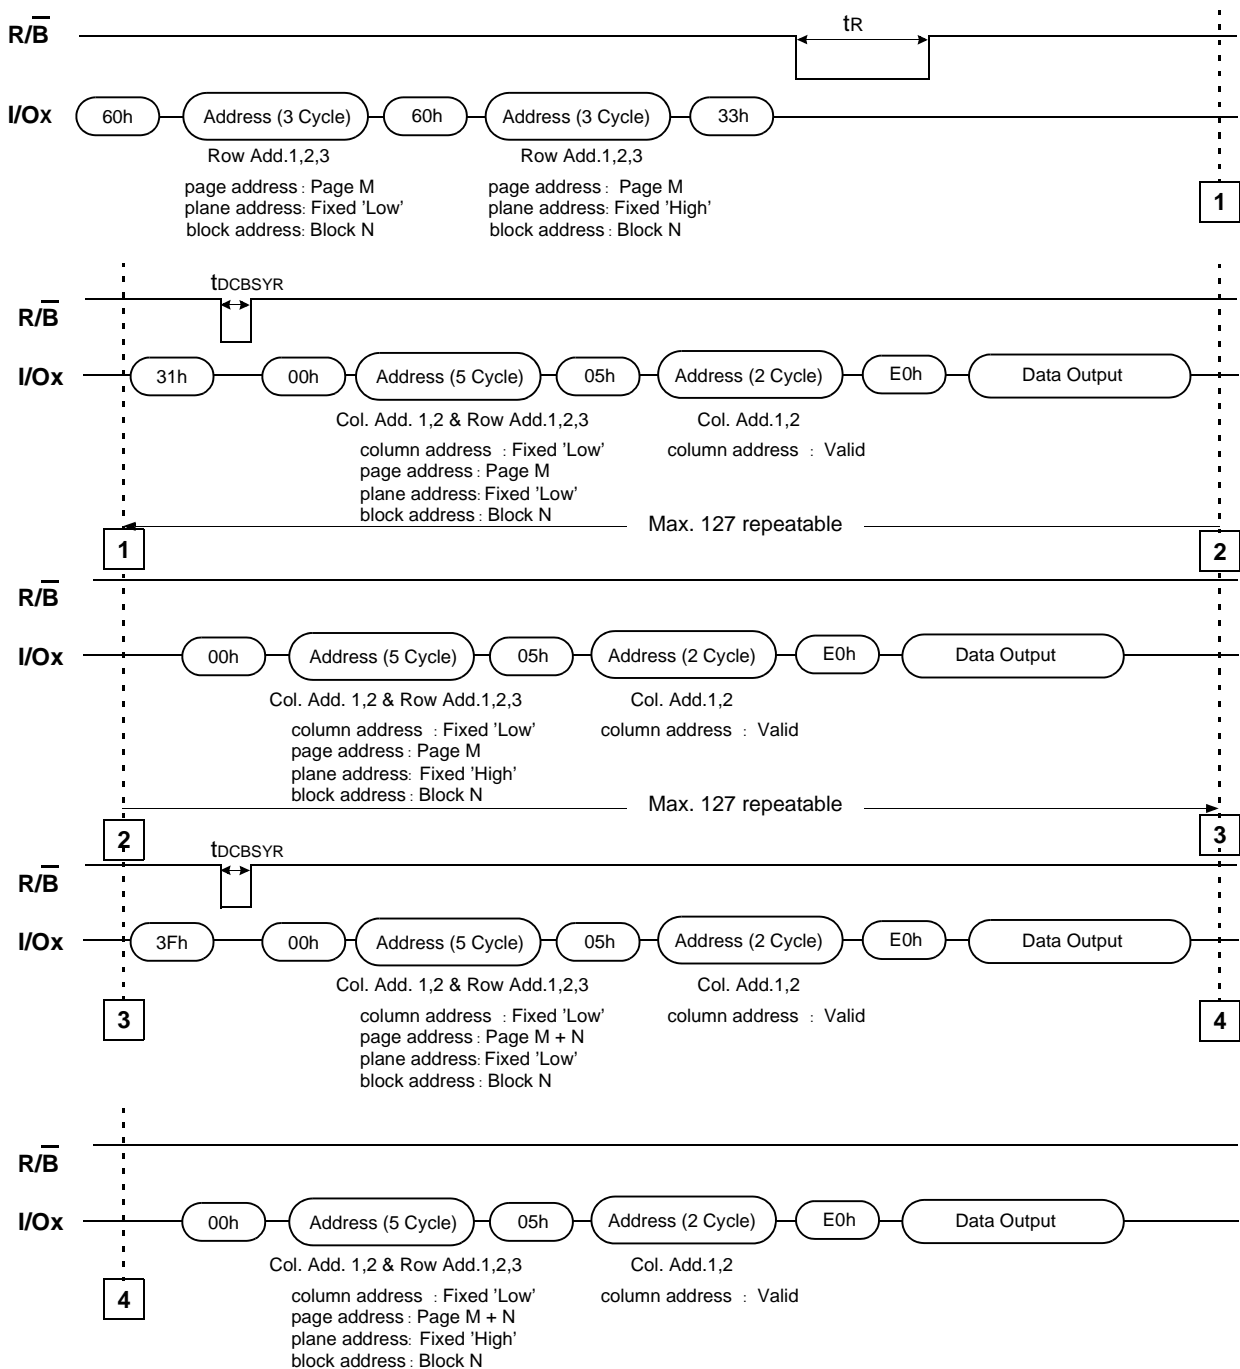 R/B tR
I/Ox 60h Address (3 Cycle) 60h Address (3 Cycle) 33h
Row Add.1,2,3 Row Add.1,2,3
page address : Page M page address : Page M
plane address: Fixed 'Low' plane address: Fixed 'High'
block address: Block N block address : Block N
1
tDCBSYR
R/B
I/Ox 31h 00h Address (5 Cycle) 05h Address (2 Cycle) E0h Data Output
Col. Add. 1,2 & Row Add.1,2,3 Col. Add.1,2
column address : Fixed 'Low' column address : Valid
page address : Page M
plane address: Fixed 'Low'
block address : Block N
Max. 127 repeatable
1 2
R/B
I/Ox 00h Address (5 Cycle) 05h Address (2 Cycle) E0h Data Output
Col. Add. 1,2 & Row Add.1,2,3 Col. Add.1,2
column address : Fixed 'Low' column address : Valid
page address : Page M
plane address: Fixed 'High'
block address : Block N
Max. 127 repeatable
2 3
tDCBSYR
R/B
I/Ox 3Fh 00h Address (5 Cycle) 05h Address (2 Cycle) E0h Data Output
Col. Add. 1,2 & Row Add.1,2,3 Col. Add.1,2
column address : Fixed 'Low' column address : Valid
page address : Page M + N
plane address: Fixed 'Low'
block address : Block N
3 4
R/B
I/Ox 00h Address (5 Cycle) 05h Address (2 Cycle) E0h Data Output
Col. Add. 1,2 & Row Add.1,2,3 Col. Add.1,2
column address : Fixed 'Low' column address : Valid
page address : Page M + N
plane address: Fixed 'High'
block address : Block N
4